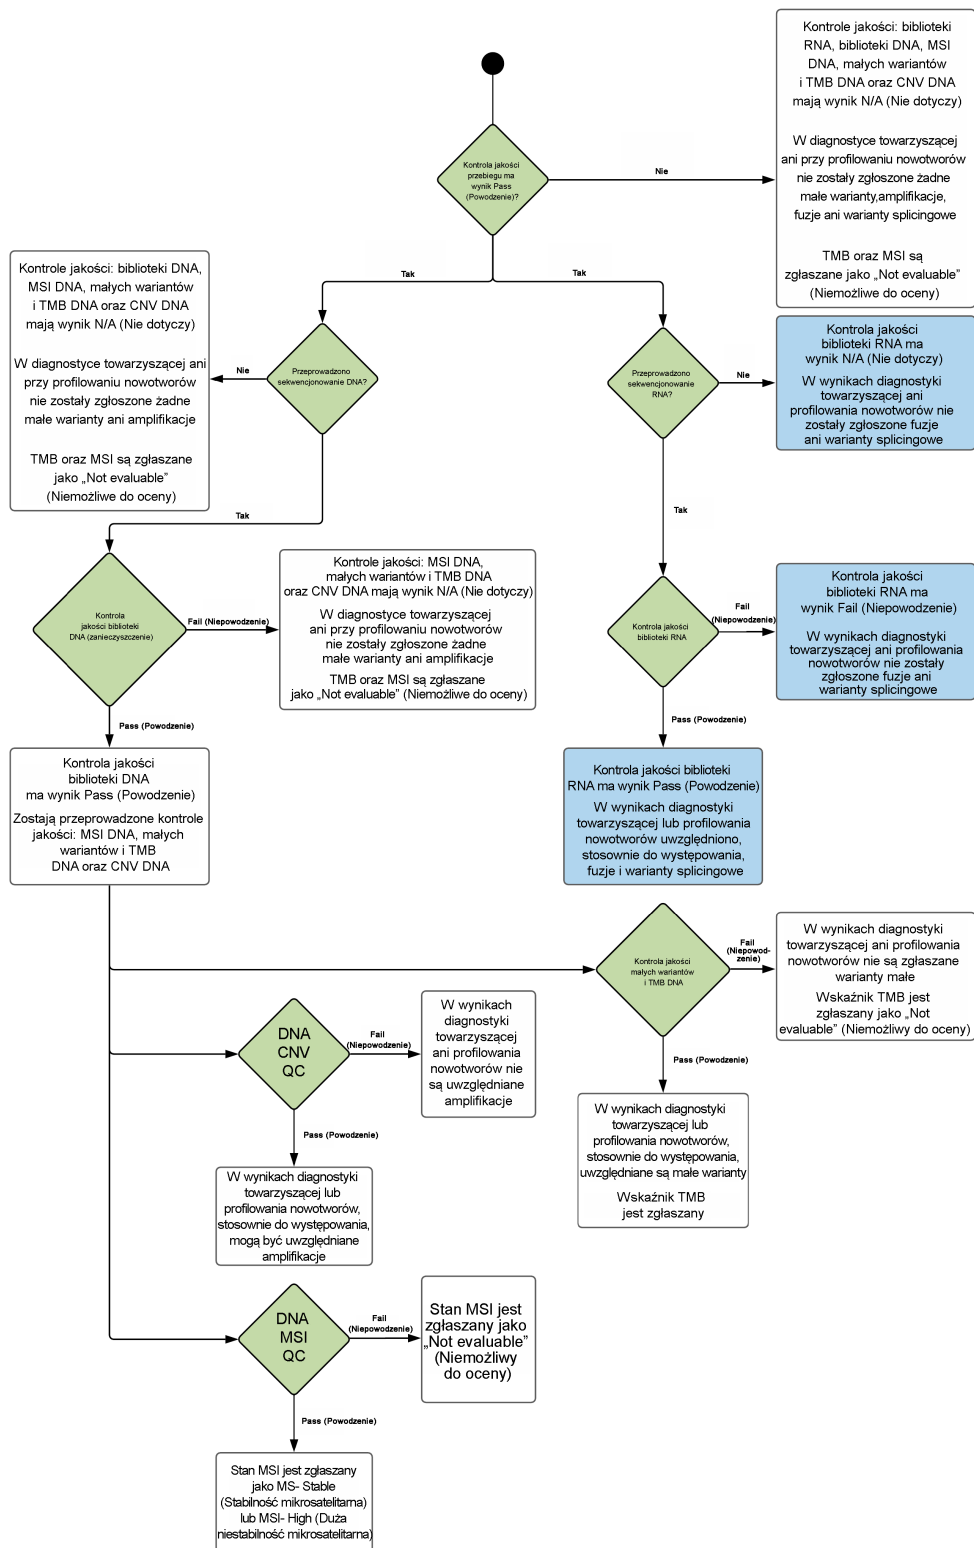 Kontrole jakości: biblioteki
RNA, biblioteki DNA, MSI
DNA, małych wariantów
i TMB DNA oraz CNV DNA
mają wynik N/A (Nie dotyczy)
W diagnostyce towarzyszącej
ani przy profilowaniu nowotworów
nie zostały zgłoszone żadne
małe warianty,amplifikacje,
fuzje ani warianty splicingowe
TMB oraz MSI są
zgłaszane jako „Not evaluable”
(Niemożliwe do oceny)
Kontrola jakości
przebiegu ma
wynik Pass
(Powodzenie)?
Nie
Tak
Tak
Kontrole jakości: biblioteki DNA,
MSI DNA, małych wariantów
i TMB DNA oraz CNV DNA
mają wynik N/A (Nie dotyczy)
W diagnostyce towarzyszącej ani
przy profilowaniu nowotworów
nie zostały zgłoszone żadne
małe warianty ani amplifikacje
TMB oraz MSI są zgłaszane
jako „Not evaluable”
(Niemożliwe do oceny)
Nie
Przeprowadzono
sekwencjonowanie DNA?
Przeprowadzono
sekwencjonowanie
RNA?
Nie
Kontrola jakości
biblioteki RNA ma
wynik N/A (Nie dotyczy)
W wynikach diagnostyki
towarzyszącej ani
profilowania nowotworów nie
zostały zgłoszone fuzje
ani warianty splicingowe
Tak
Tak
Kontrola
jakości biblioteki
DNA (zanieczyszczenie)
Fail (Niepowodzenie)
Kontrole jakości: MSI DNA,
małych wariantów i TMB DNA
oraz CNV DNA mają wynik N/A (Nie dotyczy)
W diagnostyce towarzyszącej
ani przy profilowaniu nowotworów
nie zostały zgłoszone żadne
małe warianty ani amplifikacje
TMB oraz MSI są zgłaszane
jako „Not evaluable” (Niemożliwe do oceny)
Kontrola jakości
biblioteki RNA
Fail
(Niepowodzenie)
Kontrola jakości
biblioteki RNA ma
wynik Fail (Niepowodzenie)
W wynikach diagnostyki
towarzyszącej ani profilowania
nowotworów nie zostały
zgłoszone fuzje ani
warianty splicingowe
Pass (Powodzenie)
Pass (Powodzenie)
Kontrola jakości
biblioteki DNA
ma wynik Pass (Powodzenie)
Zostają przeprowadzone kontrole
jakości: MSI DNA, małych
wariantów i TMB
DNA oraz CNV DNA
Kontrola jakości biblioteki
RNA ma wynik Pass (Powodzenie)
W wynikach diagnostyki
towarzyszącej lub profilowania
nowotworów uwzględniono,
stosownie do występowania,
fuzje i warianty splicingowe
Kontrola jakości
małych wariantów
i TMB DNA
Fail
(Niepowod-
zenie)
W wynikach diagnostyki
towarzyszącej ani profilowania
nowotworów nie są zgłaszane
warianty małe
Wskaźnik TMB jest
zgłaszany jako „Not
evaluable” (Niemożliwy do oceny)
DNA
CNV
QC
Fail
(Niepowodzenie)
W wynikach
diagnostyki
towarzyszącej
ani profilowania
nowotworów nie
są uwzględniane
amplifikacje
Pass (Powodzenie)
W wynikach diagnostyki
towarzyszącej lub
profilowania nowotworów,
stosownie do występowania,
uwzględniane są małe warianty
Wskaźnik TMB
jest zgłaszany
Pass (Powodzenie)
W wynikach diagnostyki
towarzyszącej lub
profilowania nowotworów,
stosownie do występowania,
mogą być uwzględniane
amplifikacje
DNA
MSI
QC
Fail
(Niepowodzenie)
Stan MSI jest
zgłaszany jako
„Not evaluable”
(Niemożliwy
do oceny)
Pass (Powodzenie)
Stan MSI jest zgłaszany
jako MS- Stable
(Stabilność mikrosatelitarna)
lub MSI- High (Duża
niestabilność mikrosatelitarna)